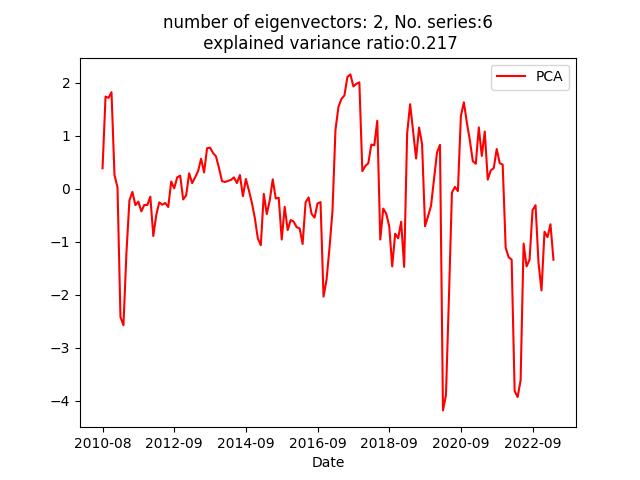 number of eigenvectors: 2, No. series:6
explained variance ratio:0.217
PCA
2
1
0
−1
−2
−3
−4
2010-08 2012-09 2014-09 2016-09 2018-09 2020-09 2022-09
Date